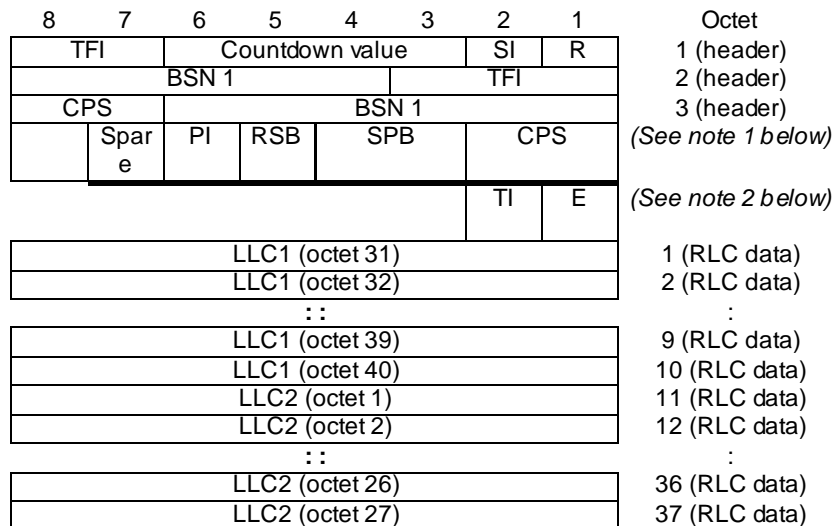 8 7 6 5 4 3 2 1 Octet
TFI Countdown value SI R 1 (header)
BSN 1 TFI 2 (header)
CPS BSN 1 3 (header)
Spar PI RSB SPB CPS (See note 1 below)
e
TI E (See note 2 below)
LLC1 (octet 31) 1 (RLC data)
LLC1 (octet 32) 2 (RLC data)
: : :
LLC1 (octet 39) 9 (RLC data)
LLC1 (octet 40) 10 (RLC data)
LLC2 (octet 1) 11 (RLC data)
LLC2 (octet 2) 12 (RLC data)
: : :
LLC2 (octet 26) 36 (RLC data)
LLC2 (octet 27) 37 (RLC data)